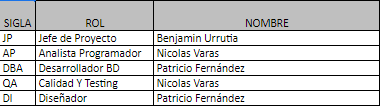 SIGLA ROL NOMBRE
JP Jefe de Proyecto Benjamin Urrutia
AP Analista Programador Nicolas Varas
DBA Desarrollador BD Patricio Fernández
QA Calidad Y Testing Nicolas Varas
DI Diseñador Patricio Fernández